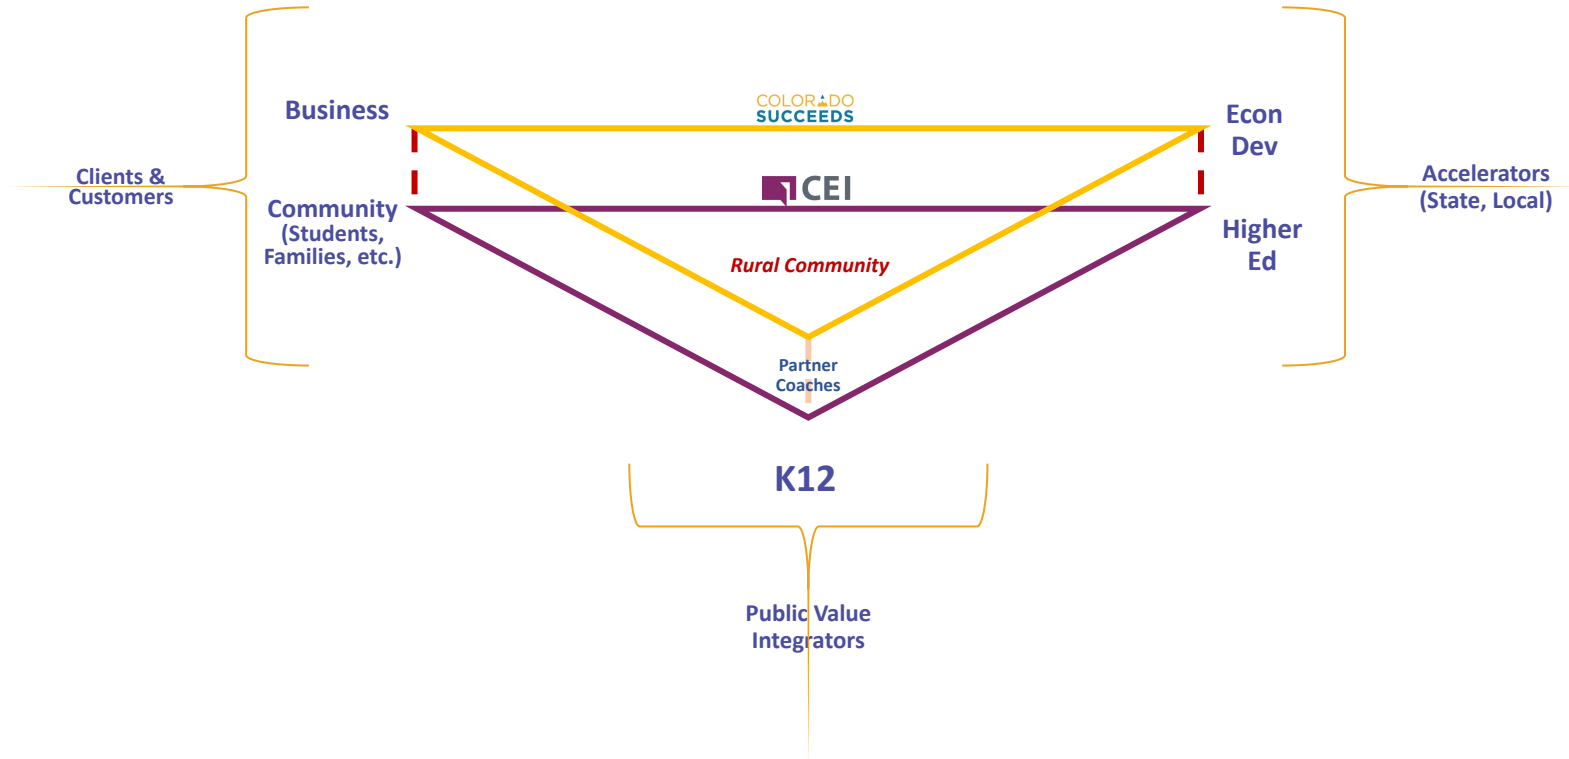 Clients &
Customers
Business
Community
(Students,
Families, etc.)
COLORADO
SUCCEEDS
CEI
Rural Community
Partner
Coaches
Econ
Dev
Higher
Ed
Accelerators
(State, Local)
K12
Public Value
Integrators